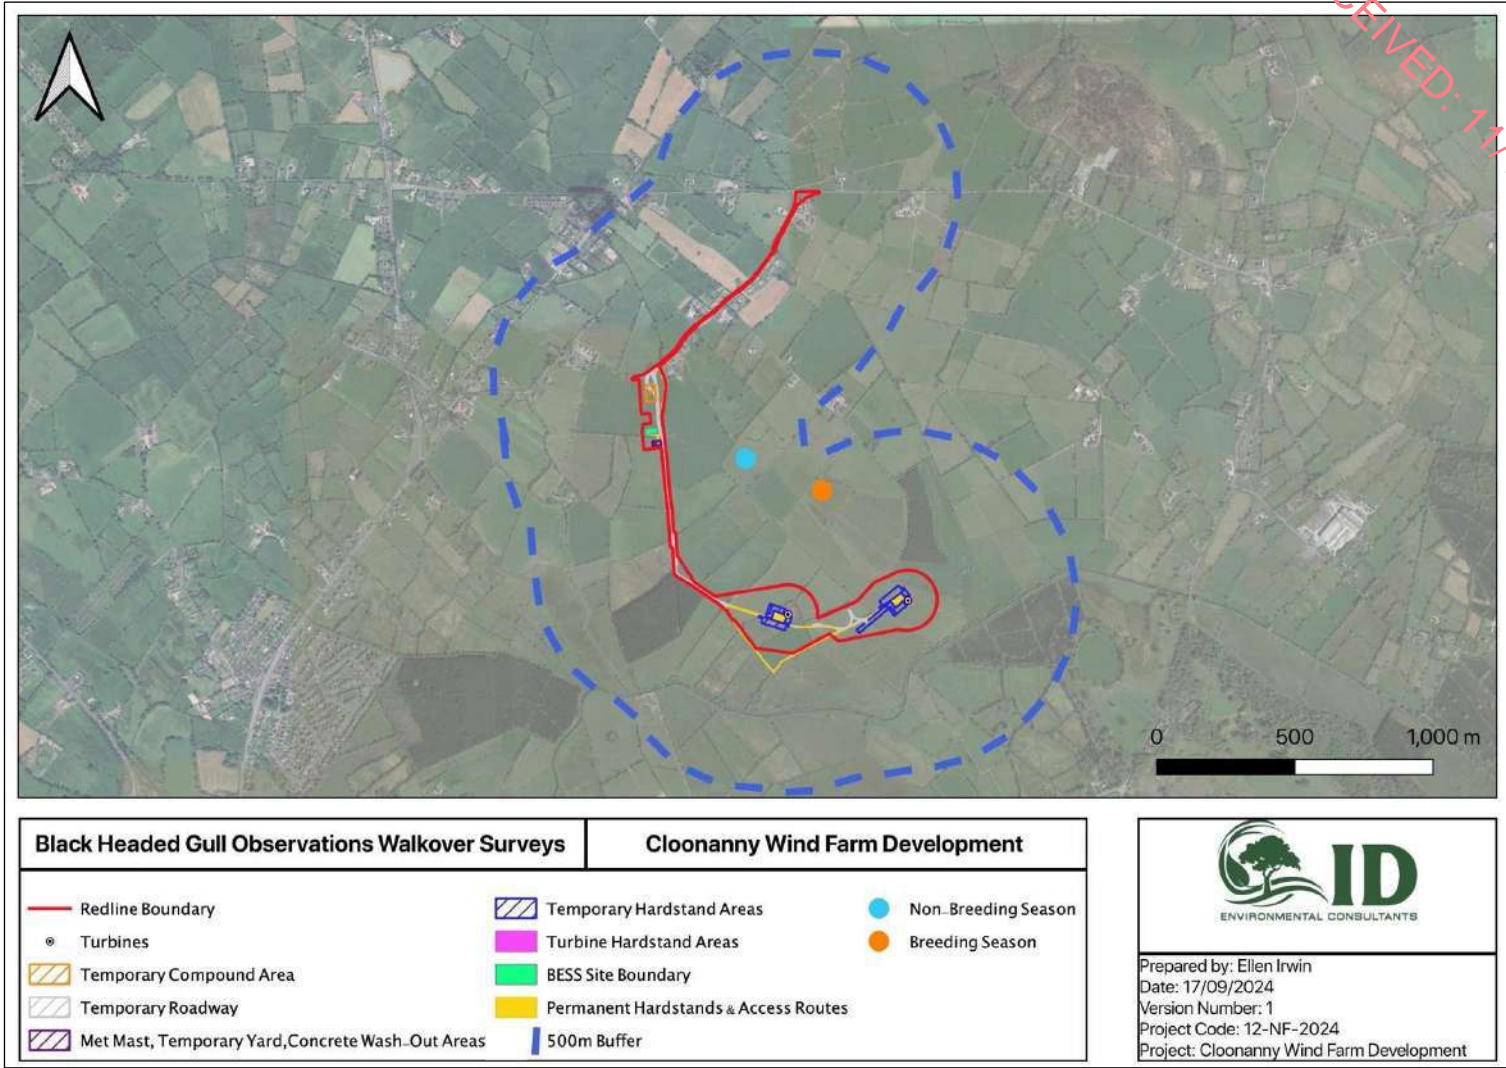 CEIVED: 11/
0 500 1,000 m
Black Headed Gull Observations Walkover Surveys
Cloonanny Wind Farm Development
Redline Boundary
Turbines
Temporary Compound Area
Temporary Roadway
Met Mast, Temporary Yard,Concrete Wash-Out Areas
Temporary Hardstand Areas
Turbine Hardstand Areas
BESS Site Boundary
Permanent Hardstands & Access Routes
500m Buffer
Non-Breeding Season
Breeding Season
ID
ENVIRONMENTAL CONSULTANTS
Prepared by: Ellen Irwin
Date: 17/09/2024
Version Number: 1
Project Code: 12-NF-2024
Project: Cloonanny Wind Farm Development